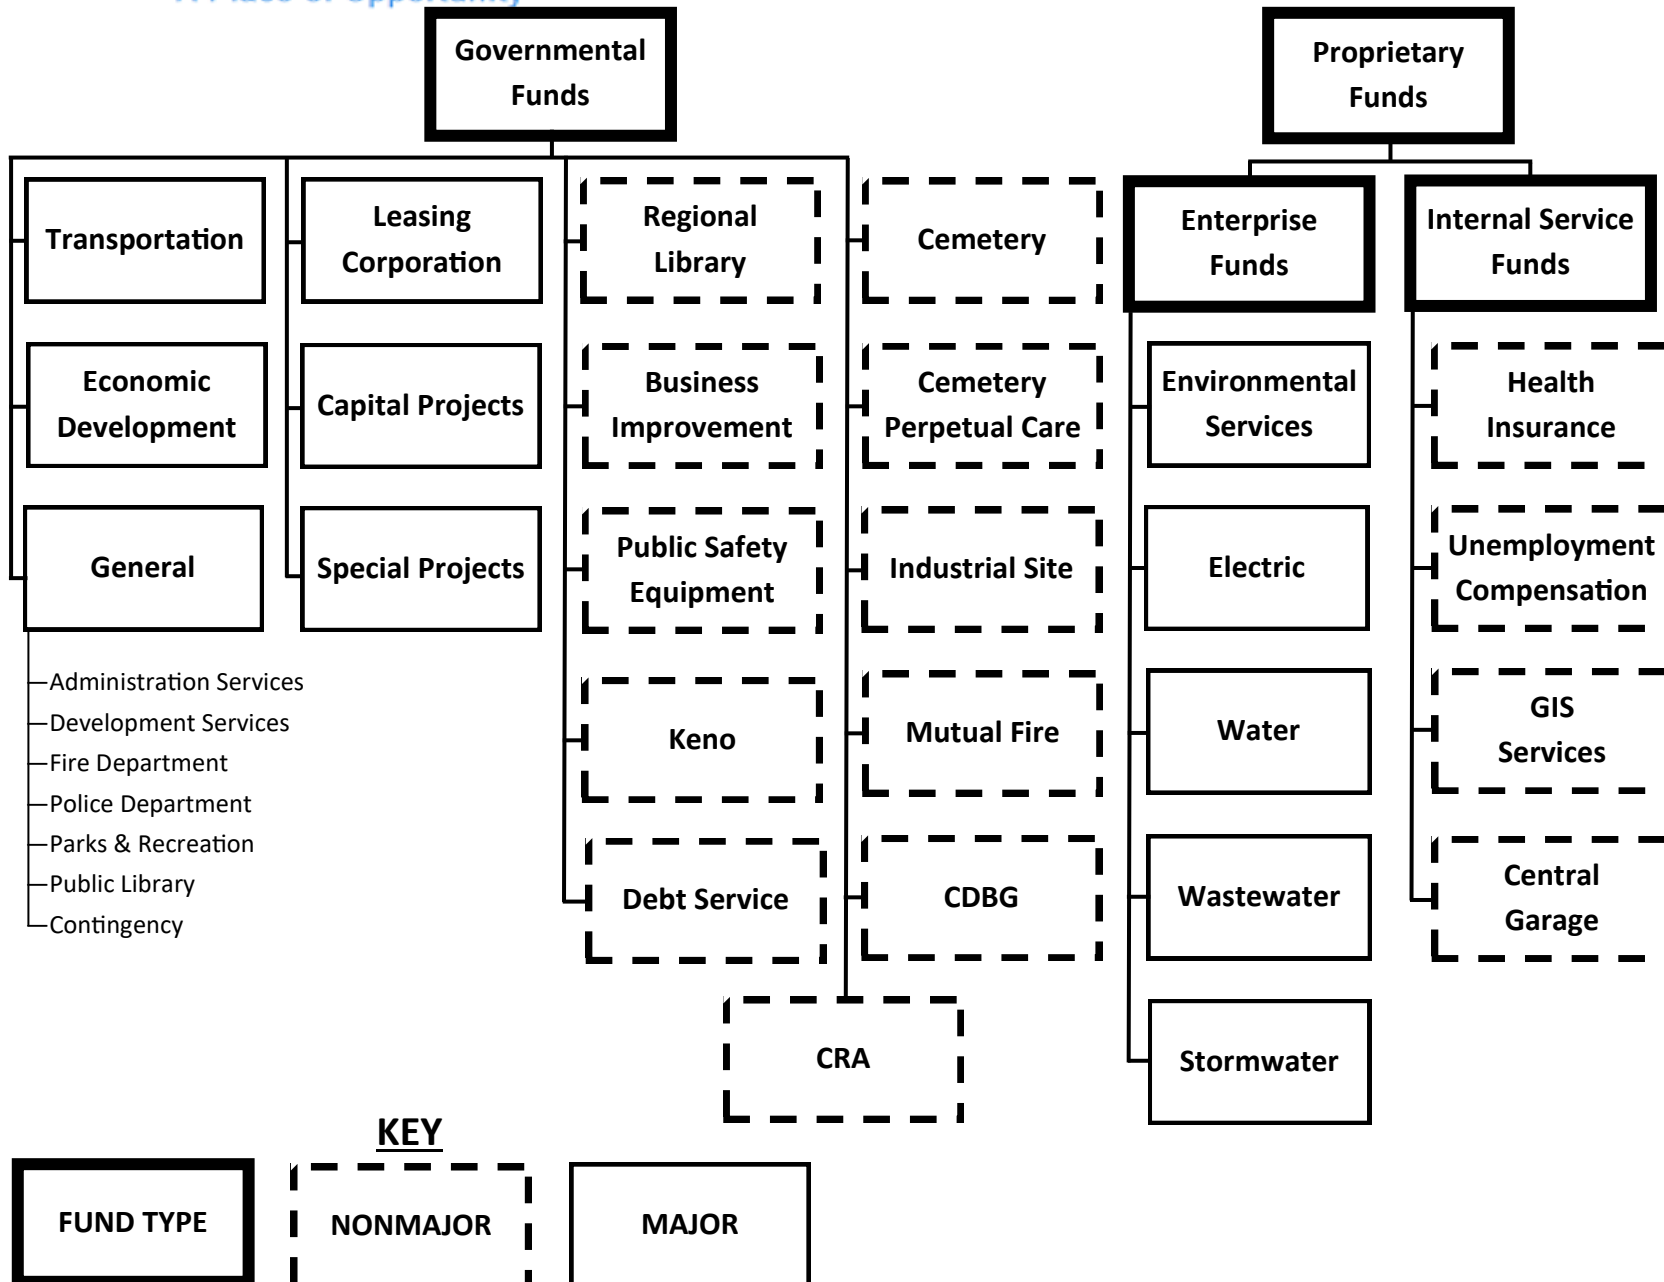 Governmental
Funds
Proprietary
Funds
Transportation
Leasing
Corporation
Regional
Library
Cemetery
Enterprise
Funds
Internal Service
Funds
Economic
Development
Capital Projects
Business
Improvement
Cemetery
Perpetual Care
Environmental
Services
Health
Insurance
General
Special Projects
Public Safety
Equipment
Industrial Site
Electric
Unemployment
Compensation
Administration Services
Development Services
Fire Department
Police Department
Parks & Recreation
Public Library
Contingency
Keno
Mutual Fire
Water
GIS
Services
Debt Service
CDBG
Wastewater
Central
Garage
CRA
Stormwater
KEY
FUND TYPE
NONMAJOR
MAJOR